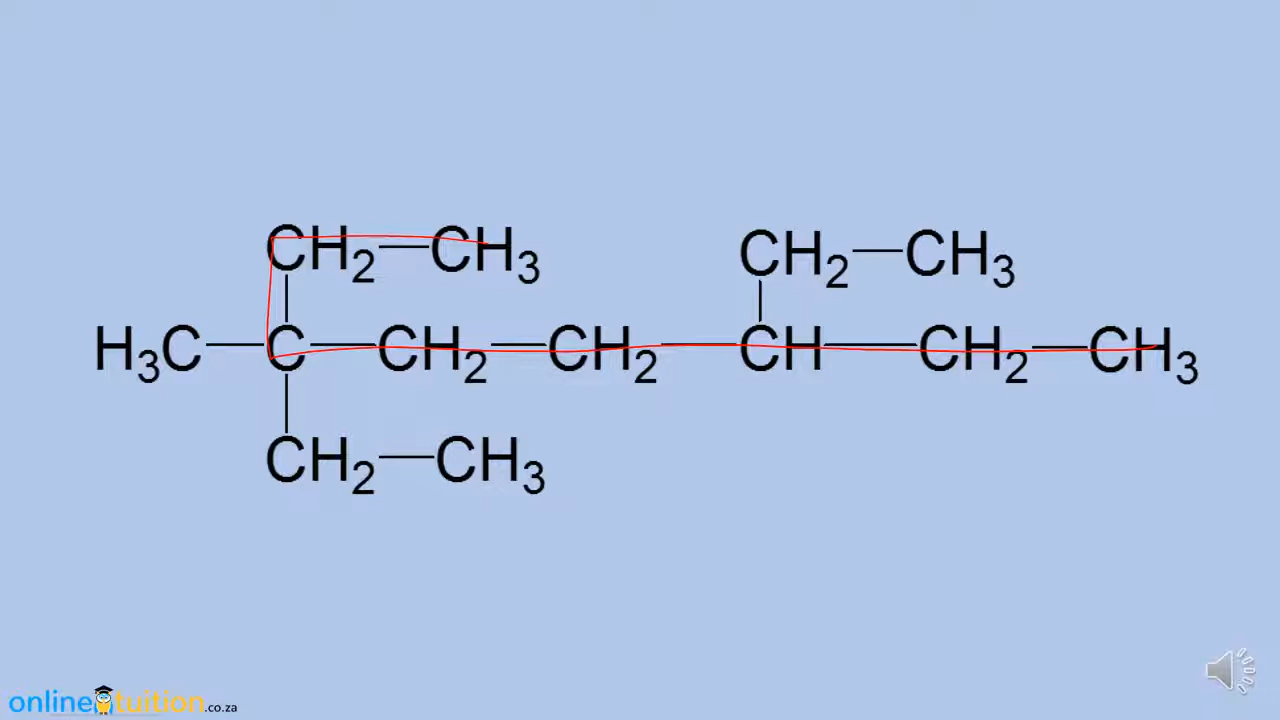 CH₂—CH₃ CH₂—CH₃
H₃C—C—CH₂—CH₂—CH—CH₂—CH₃
CH₂—CH₃
onlinetuition.co.za